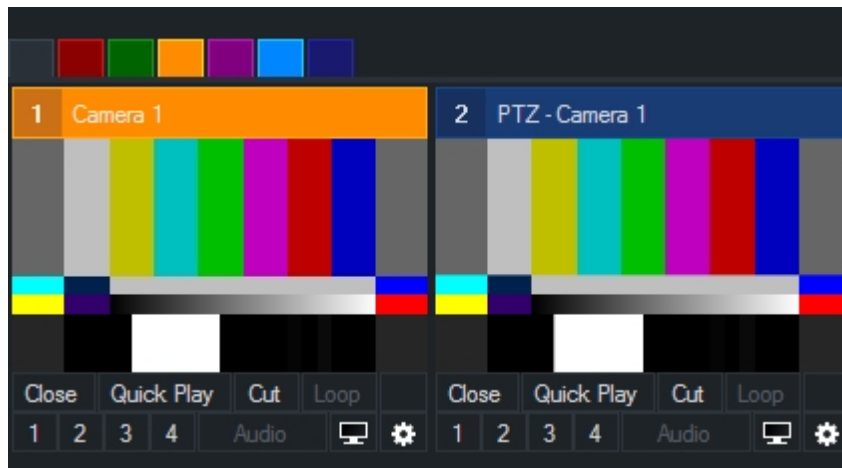 1 Camera 1
2 PTZ - Camera 1
Close Quick Play Cut Loop
Close Quick Play Cut Loop
1 2 3 4 Audio
1 2 3 4 Audio